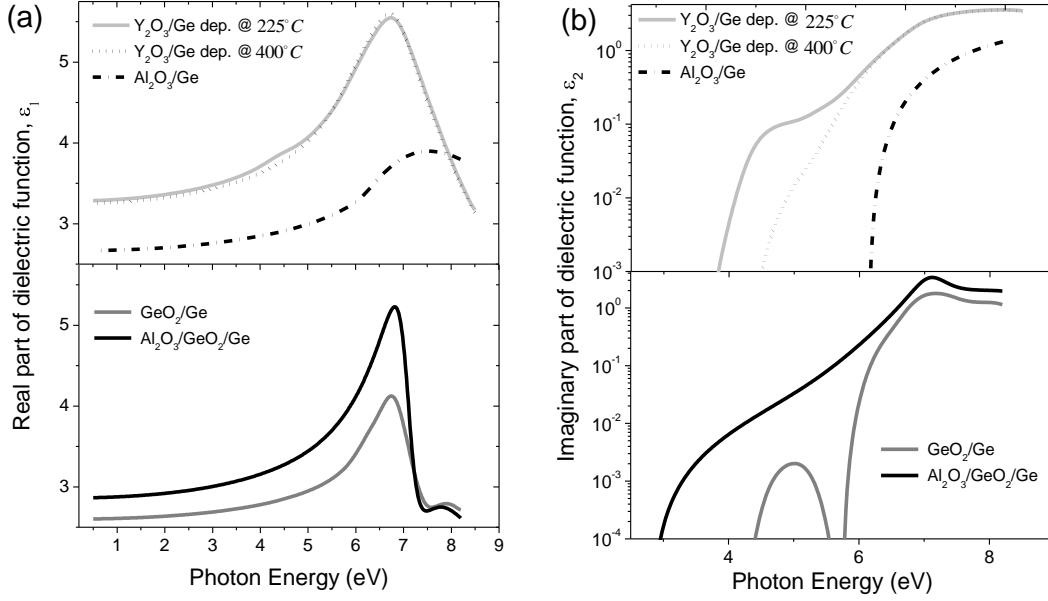 (a)
Y₂O₃/Ge dep. @ 225°C
Y₂O₃/Ge dep. @ 400°C
Al₂O₃/Ge
5
4
3
GeO₂/Ge
Al₂O₃/GeO₂/Ge
5
4
3
1 2 3 4 5 6 7 8 9
Photon Energy (eV)
Real part of dielectric function, ε₁
(b)
Y₂O₃/Ge dep. @ 225°C
Y₂O₃/Ge dep. @ 400°C
Al₂O₃/Ge
10⁰
10⁻¹
10⁻²
10⁻³
10⁰
10⁻¹
10⁻²
10⁻³
10⁻⁴
GeO₂/Ge
Al₂O₃/GeO₂/Ge
4 6 8
Photon Energy (eV)
Imaginary part of dielectric function, ε₂